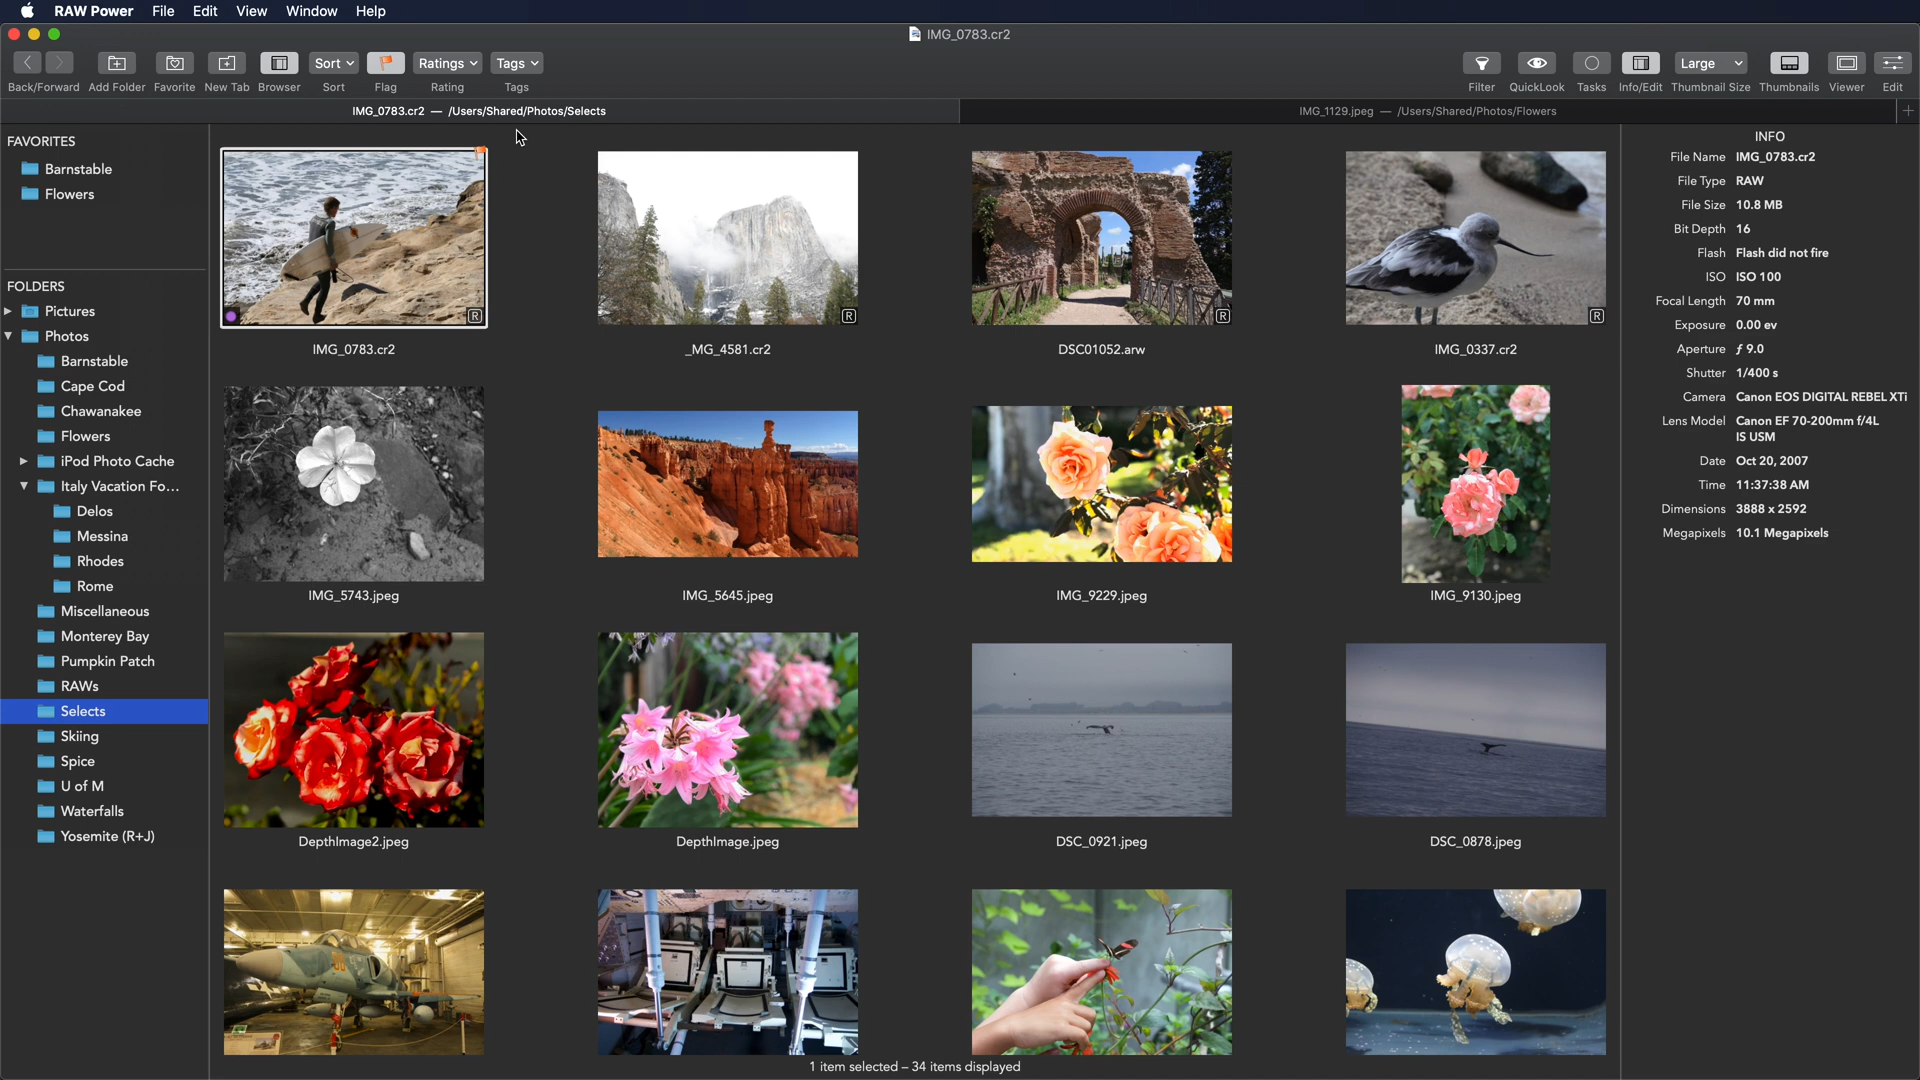 RAW Power File Edit View Window Help
IMG_0783.cr2
Sort Ratings Tags Large
Back/Forward Add Folder Favorite New Tab Browser Sort Flag Rating Tags Filter QuickLook Tasks Info/Edit Thumbnail Size Thumbnails Viewer Edit
IMG_0783.cr2 — /Users/Shared/Photos/Selects
IMG_1129.jpeg — /Users/Shared/Photos/Flowers
FAVORITES
Barnstable
Flowers
FOLDERS
Pictures
Photos
Barnstable
Cape Cod
Chawanakee
Flowers
iPod Photo Cache
Italy Vacation Fo...
Delos
Messina
Rhodes
Rome
Miscellaneous
Monterey Bay
Pumpkin Patch
RAWs
Selects
Skiing
Spice
U of M
Waterfalls
Yosemite (R+J)
R R R R
IMG_0783.cr2 _MG_4581.cr2 DSC01052.arw IMG_0337.cr2
IMG_5743.jpeg IMG_5645.jpeg IMG_9229.jpeg IMG_9130.jpeg
DepthImage2.jpeg DepthImage.jpeg DSC_0921.jpeg DSC_0878.jpeg
1 item selected – 34 items displayed
INFO
File Name IMG_0783.cr2
File Type RAW
File Size 10.8 MB
Bit Depth 16
Flash Flash did not fire
ISO ISO 100
Focal Length 70 mm
Exposure 0.00 ev
Aperture ƒ 9.0
Shutter 1/400 s
Camera Canon EOS DIGITAL REBEL XTi
Lens Model Canon EF 70-200mm f/4L
IS USM
Date Oct 20, 2007
Time 11:37:38 AM
Dimensions 3888 x 2592
Megapixels 10.1 Megapixels